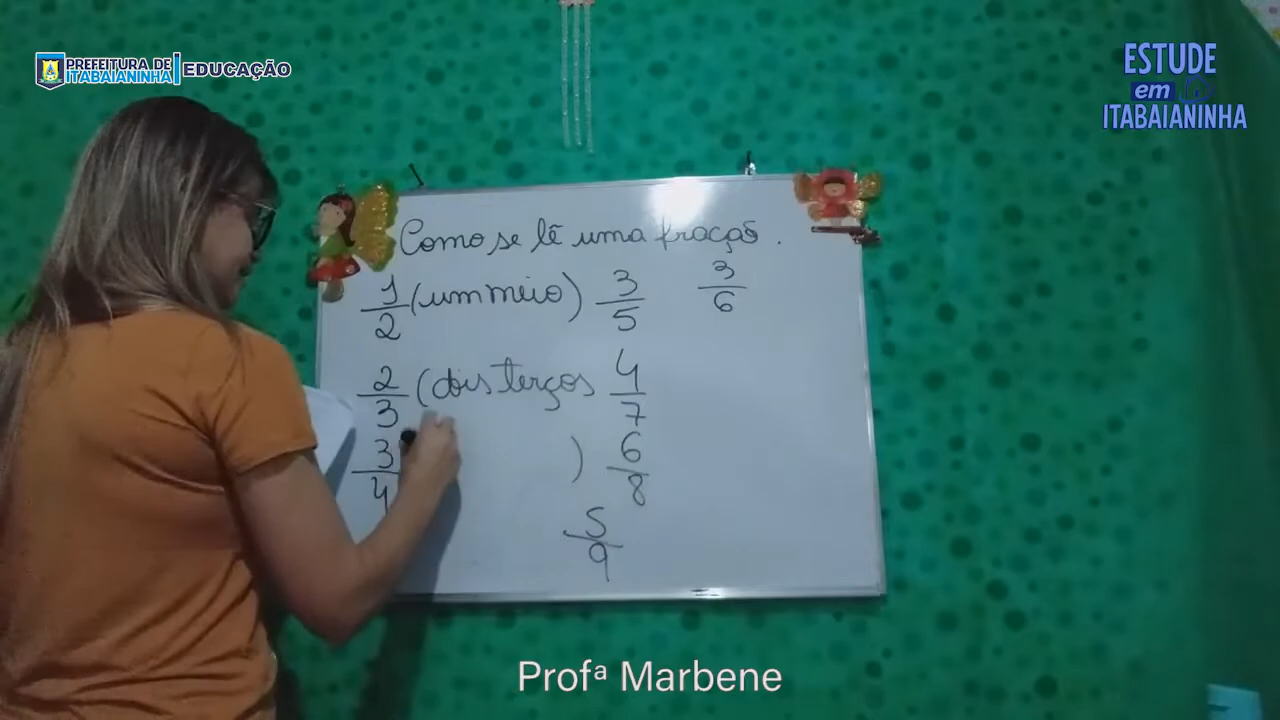 PREFEITURA DE
ITABAIANINHA
EDUCAÇÃO
ESTUDE
em
ITABAIANINHA
Como se lê uma fração.
1/2 (um meio) 3/5 3/6
2/3 (dois terços 4/7
3/4 ) 6/8
5/9
Profª Marbene